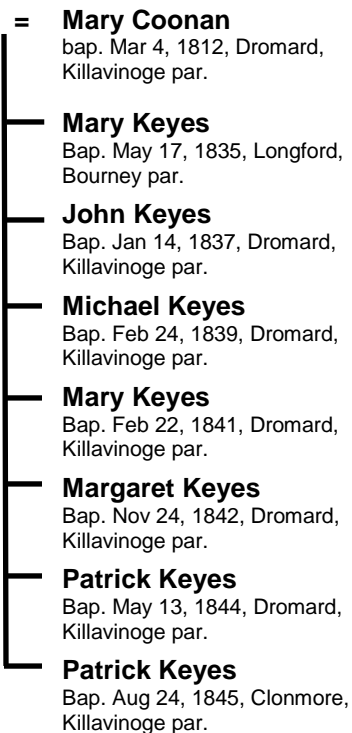 = Mary Coonan
bap. Mar 4, 1812, Dromard,
Killavinoge par.
Mary Keyes
Bap. May 17, 1835, Longford,
Bourney par.
John Keyes
Bap. Jan 14, 1837, Dromard,
Killavinoge par.
Michael Keyes
Bap. Feb 24, 1839, Dromard,
Killavinoge par.
Mary Keyes
Bap. Feb 22, 1841, Dromard,
Killavinoge par.
Margaret Keyes
Bap. Nov 24, 1842, Dromard,
Killavinoge par.
Patrick Keyes
Bap. May 13, 1844, Dromard,
Killavinoge par.
Patrick Keyes
Bap. Aug 24, 1845, Clonmore,
Killavinoge par.